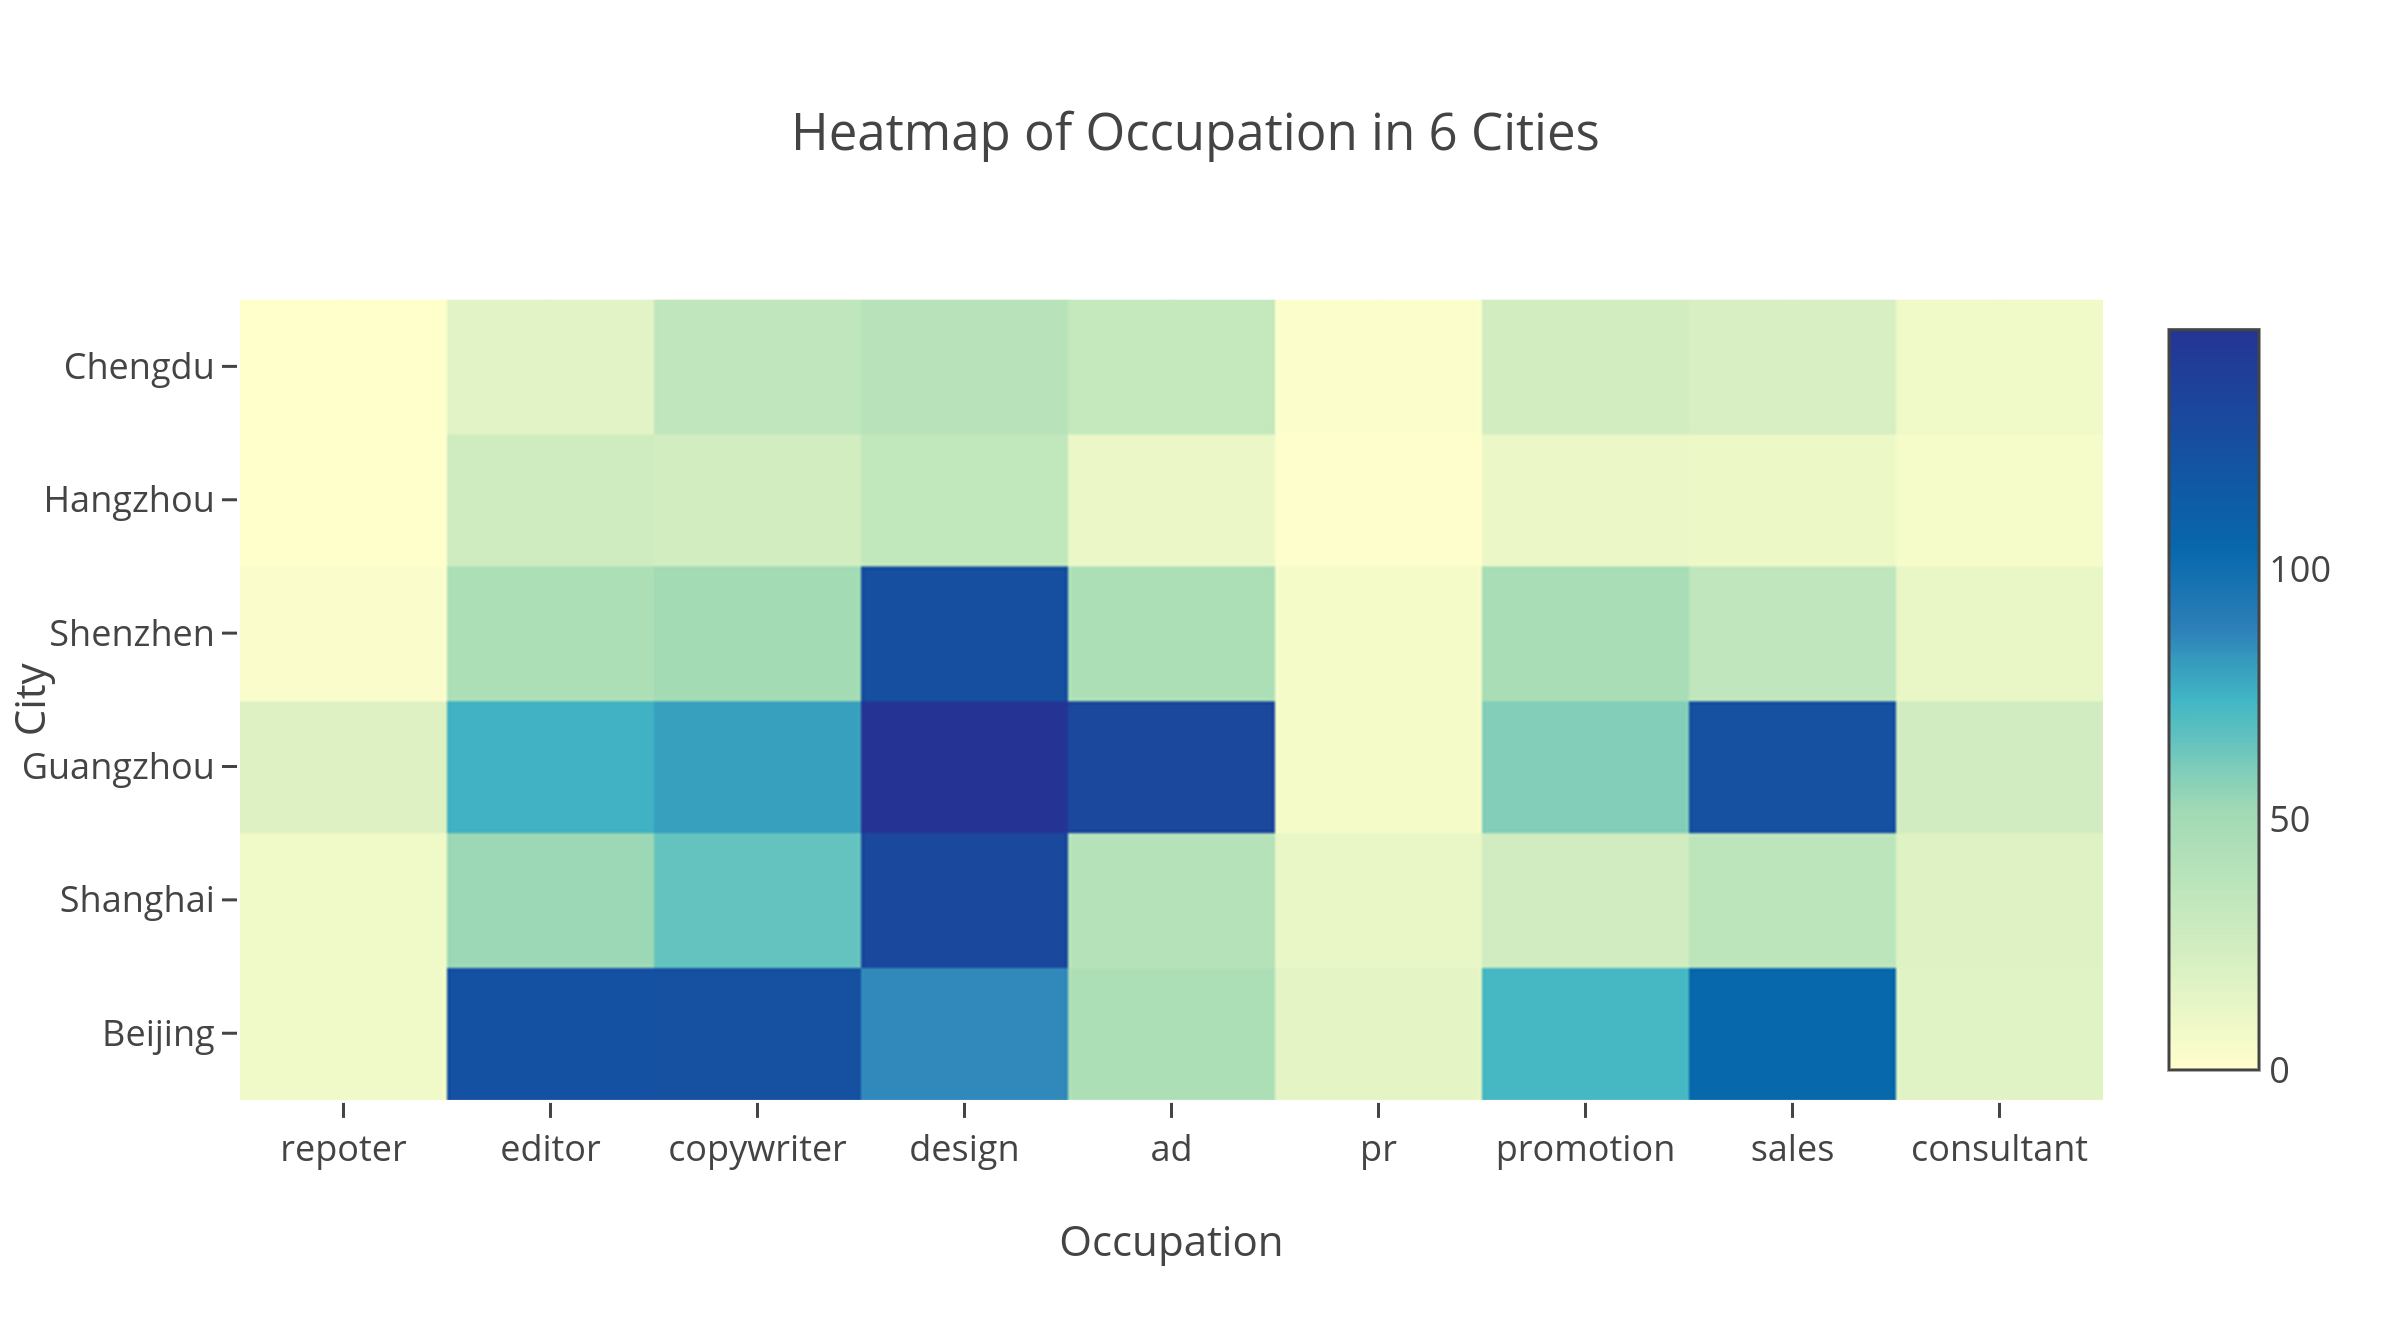 Heatmap of Occupation in 6 Cities
Chengdu
Hangzhou
Shenzhen
Guangzhou
Shanghai
Beijing
City
repoter editor copywriter design ad pr promotion sales consultant
Occupation
100
50
0